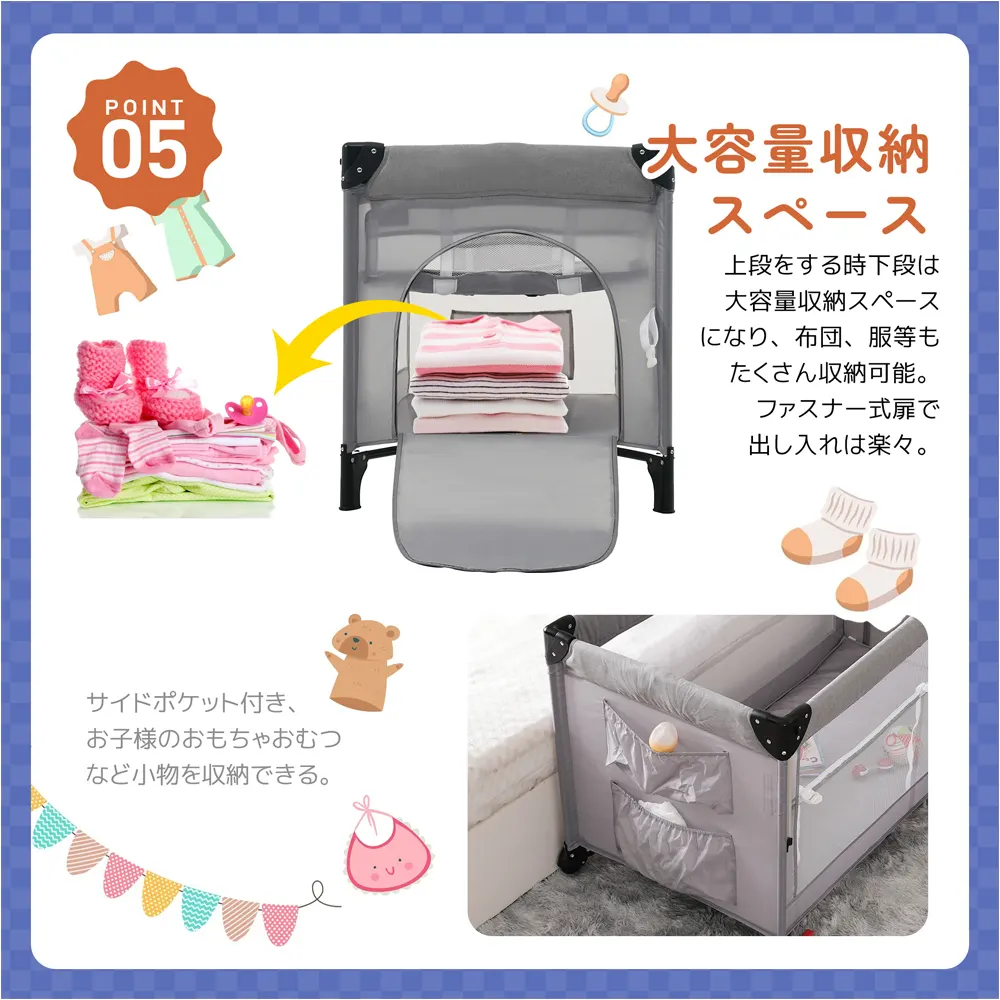 POINT
05
大容量収納
スペース
上段をする時下段は
大容量収納スペース
になり、布団、服等も
たくさん収納可能。
ファスナー式扉で
出し入れは楽々。
サイドポケット付き、
お子様のおもちゃおむつ
など小物を収納できる。